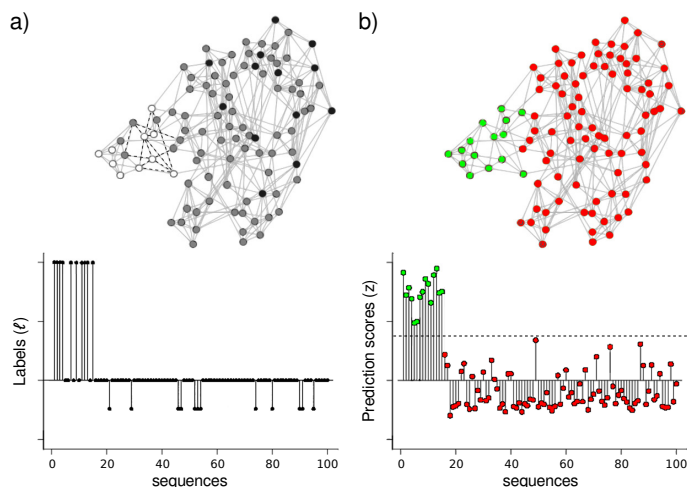 a)
b)
Labels (ℓ)
0 20 40 60 80 100
sequences
Prediction scores (z)
0 20 40 60 80 100
sequences